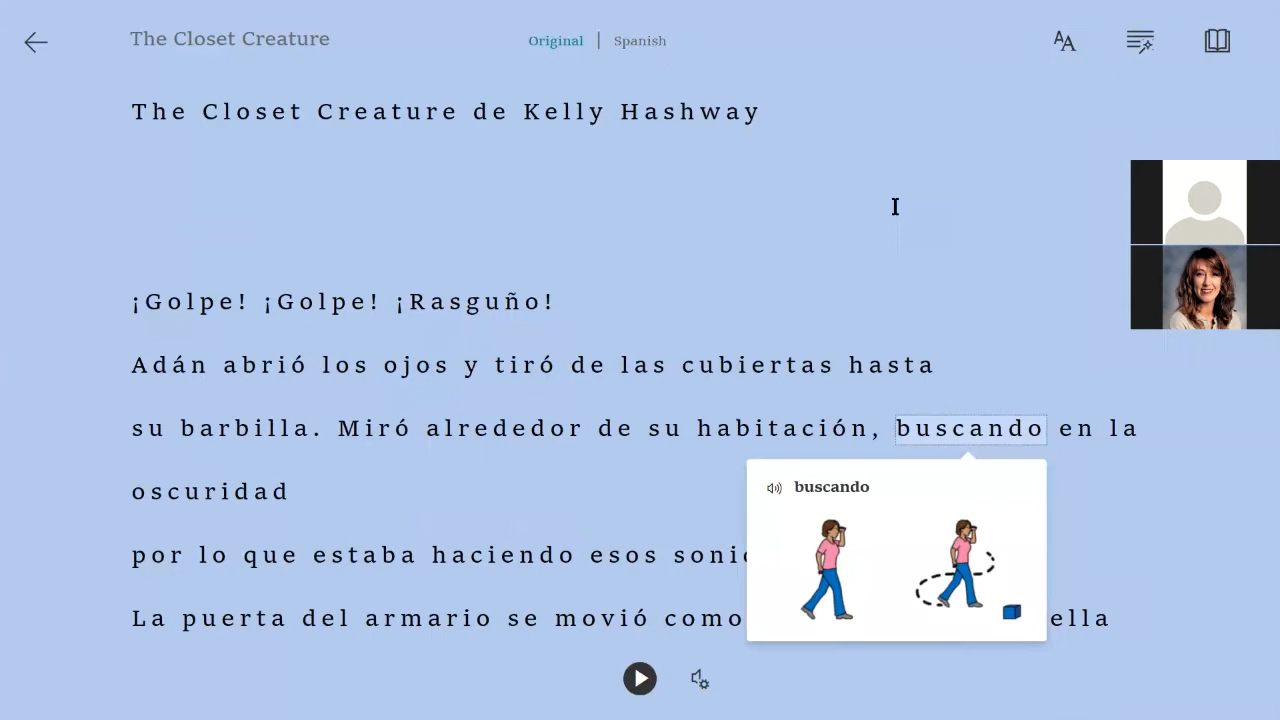 The Closet Creature
Original | Spanish
The Closet Creature de Kelly Hashway
¡Golpe! ¡Golpe! ¡Rasguño!
Adán abrió los ojos y tiró de las cubiertas hasta
su barbilla. Miró alrededor de su habitación, buscando en la
oscuridad
por lo que estaba haciendo esos
La puerta del armario se movió como ella
buscando